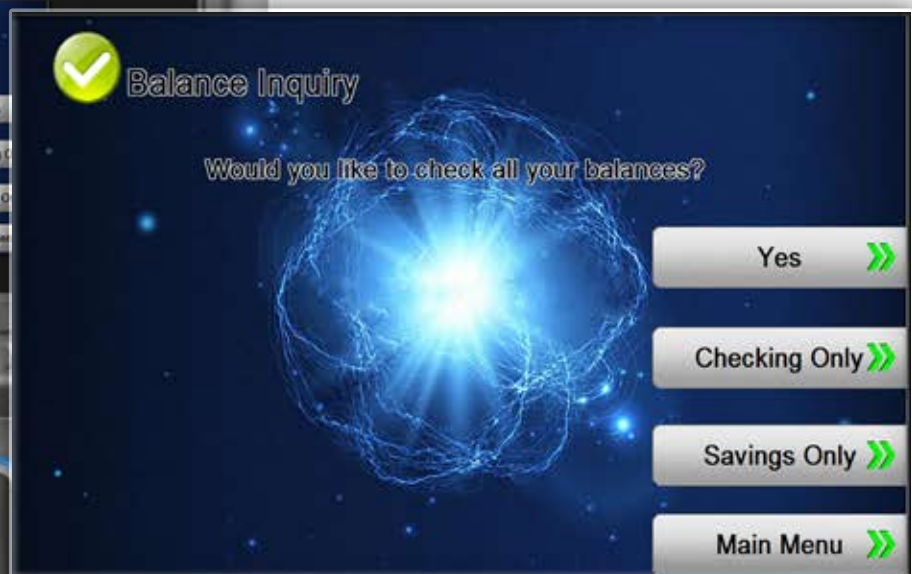 Balance Inquiry
Would you like to check all your balances?
Yes
Checking Only
Savings Only
Main Menu